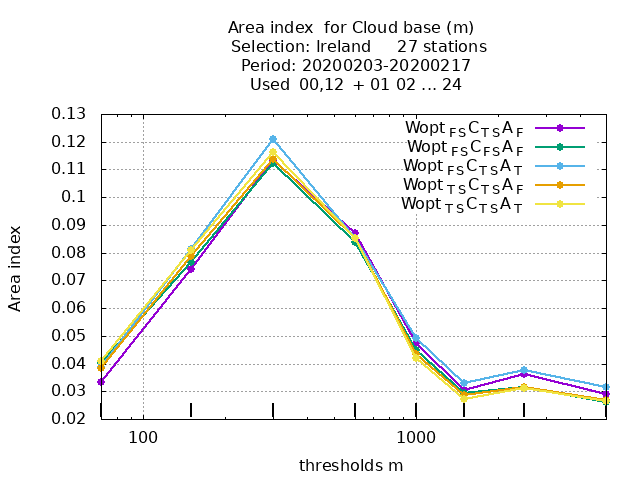 Area index  for Cloud base (m)
Selection: Ireland     27 stations
Period: 20200203-20200217
Used  00,12  + 01 02 ... 24
0.13
0.12
0.11
0.1
0.09
0.08
0.07
0.06
0.05
0.04
0.03
0.02
Area index
Wopt FS C TS A F
Wopt FS C FS A F
Wopt FS C TS A T
Wopt TS C TS A F
Wopt TS C TS A T
100
1000
thresholds m